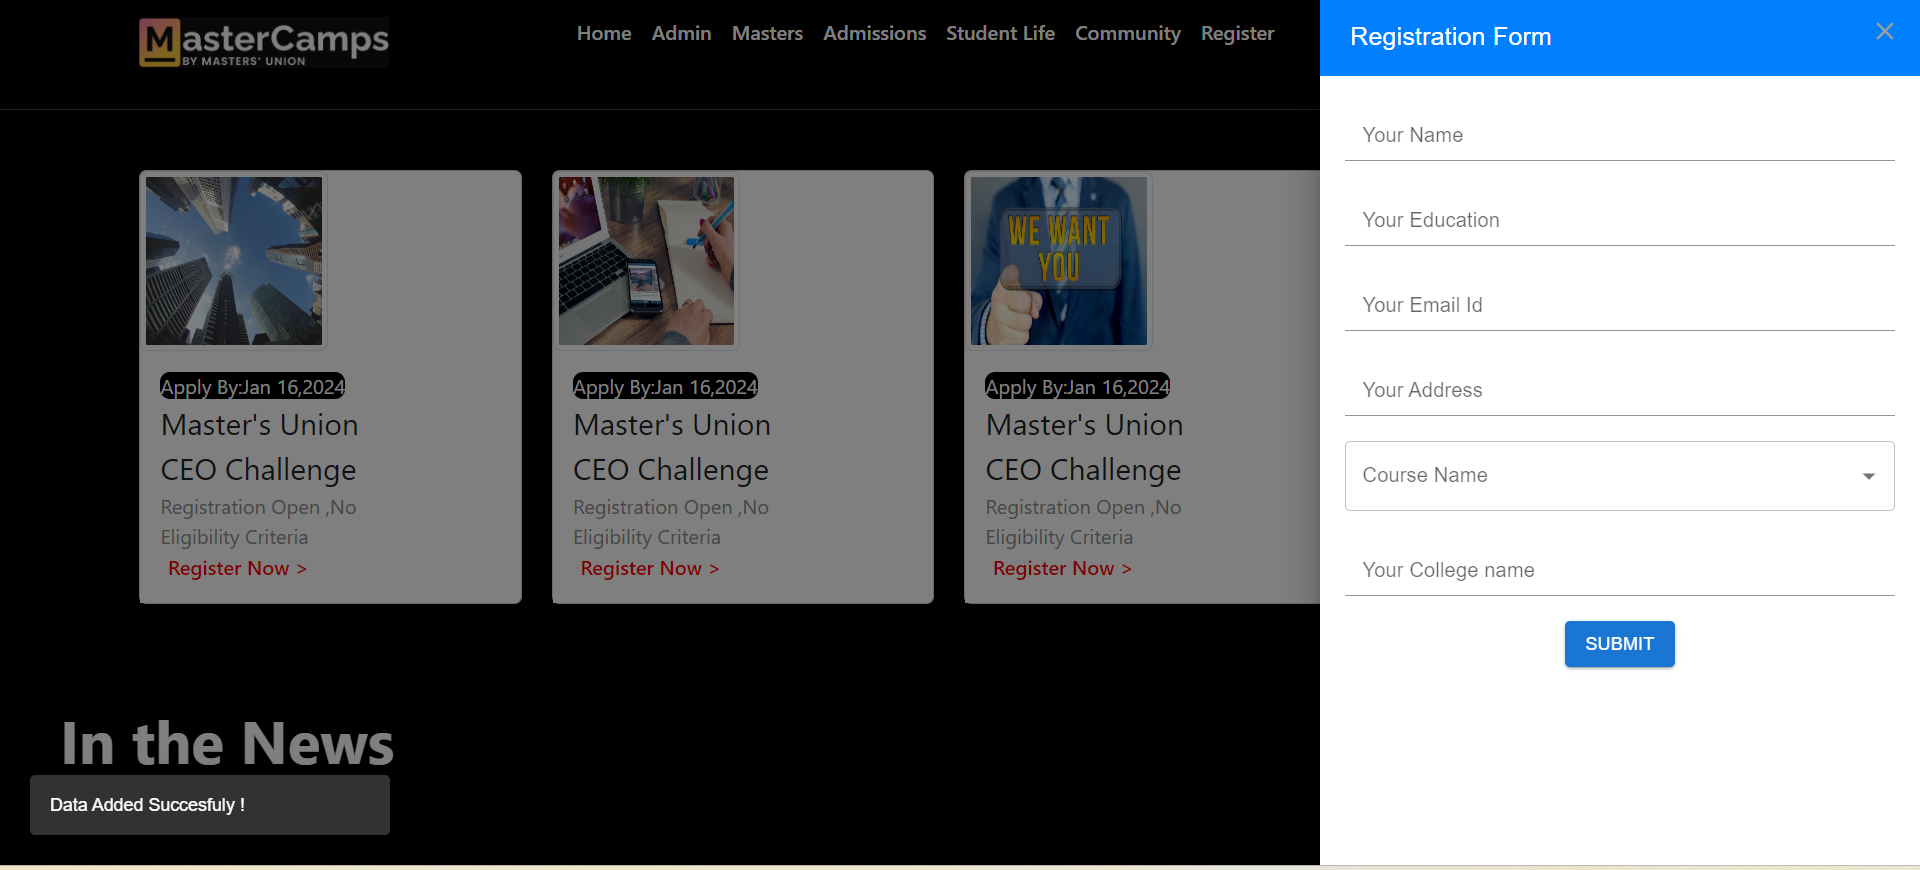 MasterCamps
BY MASTERS' UNION
Home Admin Masters Admissions Student Life Community Register
Registration Form
Your Name
Your Education
Your Email Id
Your Address
Course Name
Your College name
SUBMIT
WE WANT
YOU
Apply By:Jan 16,2024
Master's Union
CEO Challenge
Registration Open ,No
Eligibility Criteria
Register Now >
Apply By:Jan 16,2024
Master's Union
CEO Challenge
Registration Open ,No
Eligibility Criteria
Register Now >
Apply By:Jan 16,2024
Master's Union
CEO Challenge
Registration Open ,No
Eligibility Criteria
Register Now >
In the News
Data Added Succesfuly !